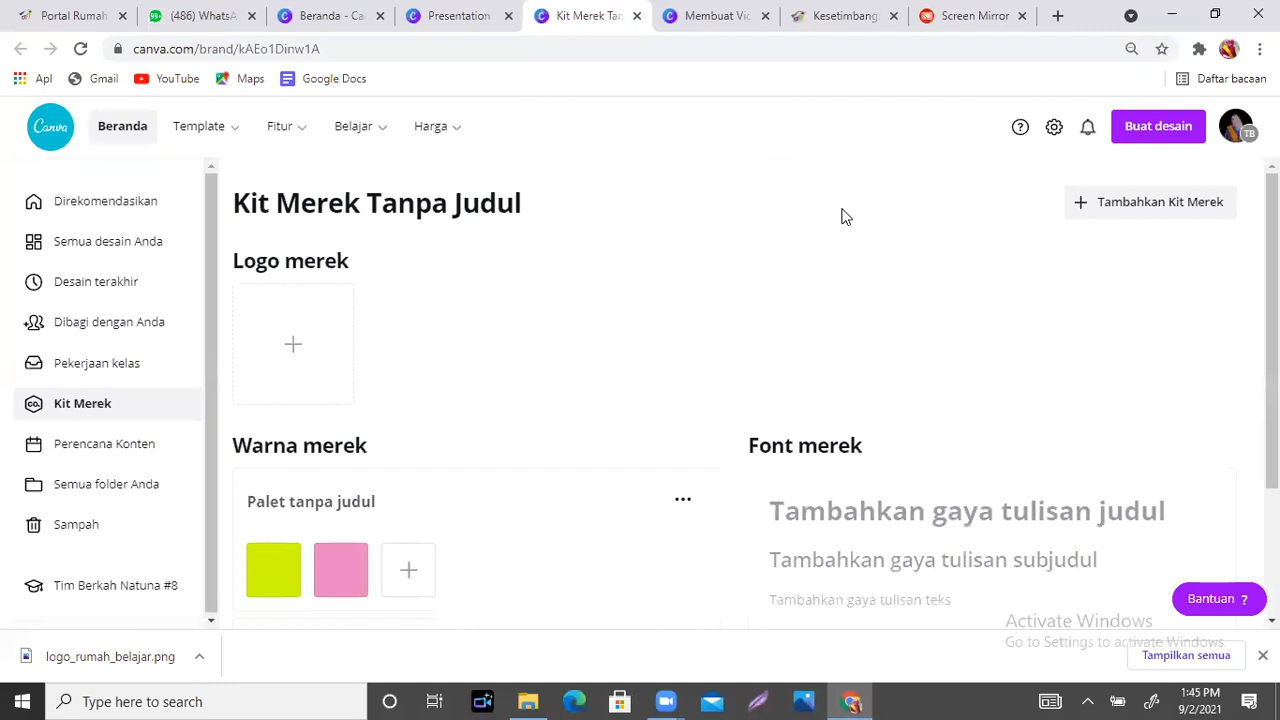 Portal Rumah
(486) WhatsA
Beranda - Can
Presentation
Kit Merek Tan
Membuat Vid
Kesetimbang
Screen Mirror
canva.com/brand/kAEo1Dinw1A
Apl
Gmail
YouTube
Maps
Google Docs
Daftar bacaan
Canva
Beranda
Template
Fitur
Belajar
Harga
Buat desain
TB
Direkomendasikan
Semua desain Anda
Desain terakhir
Dibagi dengan Anda
Pekerjaan kelas
CO.
Kit Merek
Perencana Konten
Semua folder Anda
Sampah
Tim Berkah Natuna #8
Kit Merek Tanpa Judul
Tambahkan Kit Merek
Logo merek
Warna merek
Palet tanpa judul
Font merek
Tambahkan gaya tulisan judul
Tambahkan gaya tulisan subjudul
Tambahkan gaya tulisan teks
Bantuan ?
Activate Windows
Go to Settings to activate Windows.
logo_rumah_belajar.png
Tampilkan semua
Type here to search
1:45 PM
9/2/2021